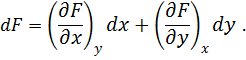 dF = (∂F/∂x)_y dx + (∂F/∂y)_x dy .